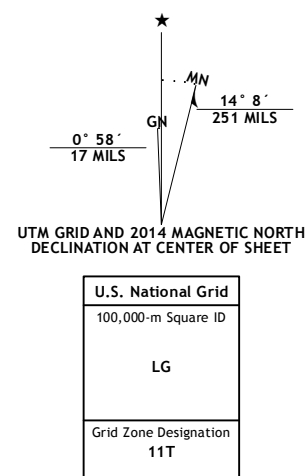 ★
MN
GN
14° 8´
251 MILS
0° 58´
17 MILS
UTM GRID AND 2014 MAGNETIC NORTH
DECLINATION AT CENTER OF SHEET
U.S. National Grid
100,000-m Square ID
LG
Grid Zone Designation
11T